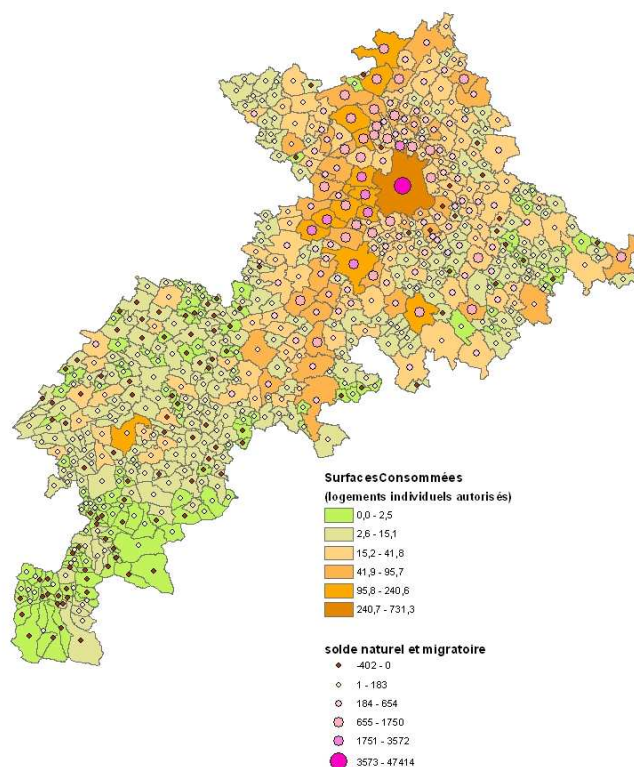 SurfacesConsommées
(logements individuels autorisés)
0,0 - 2,5
2,6 - 15,1
15,2 - 41,8
41,9 - 95,7
95,8 - 240,6
240,7 - 731,3
solde naturel et migratoire
-402 - 0
1 - 183
184 - 654
655 - 1750
1751 - 3572
3573 - 47414